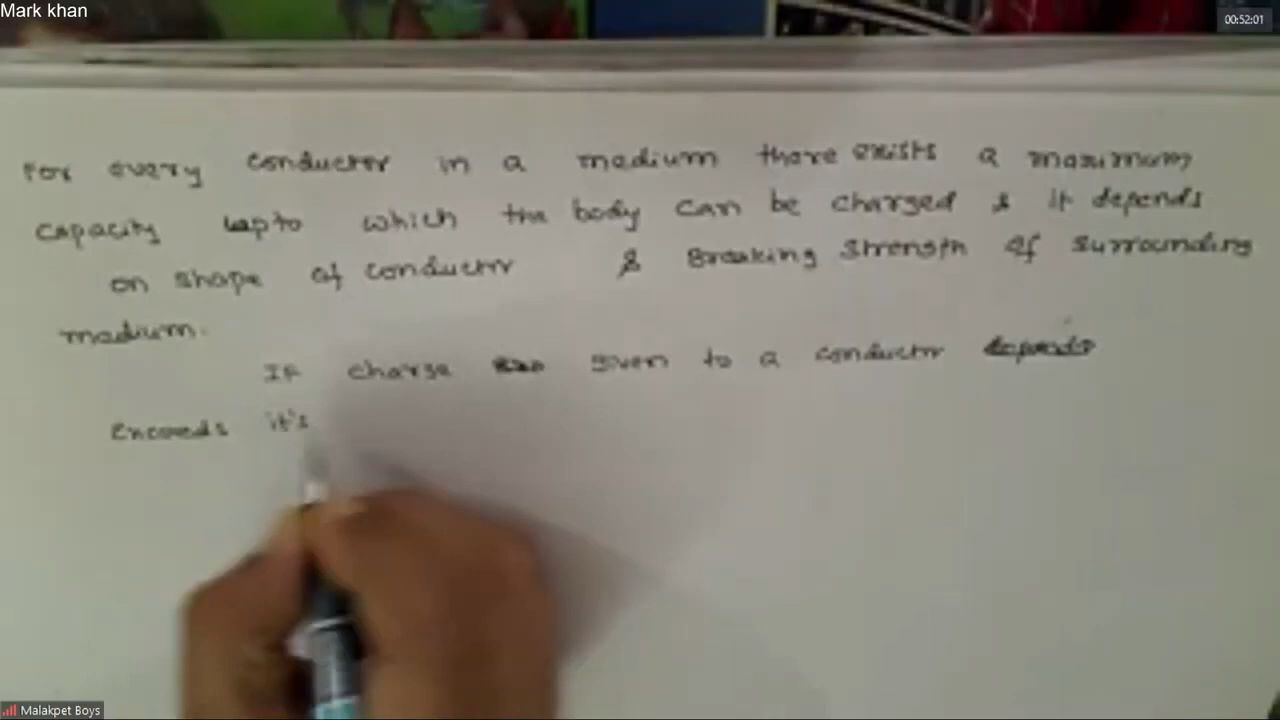 Mark khan
00:52:01
For every conductor in a medium there exists a maximum
capacity upto which the body can be charged & it depends
on shape of conductor & Breaking strength of surrounding
medium.
If charge given to a conductor
Exceeds it's
Malakpet Boys